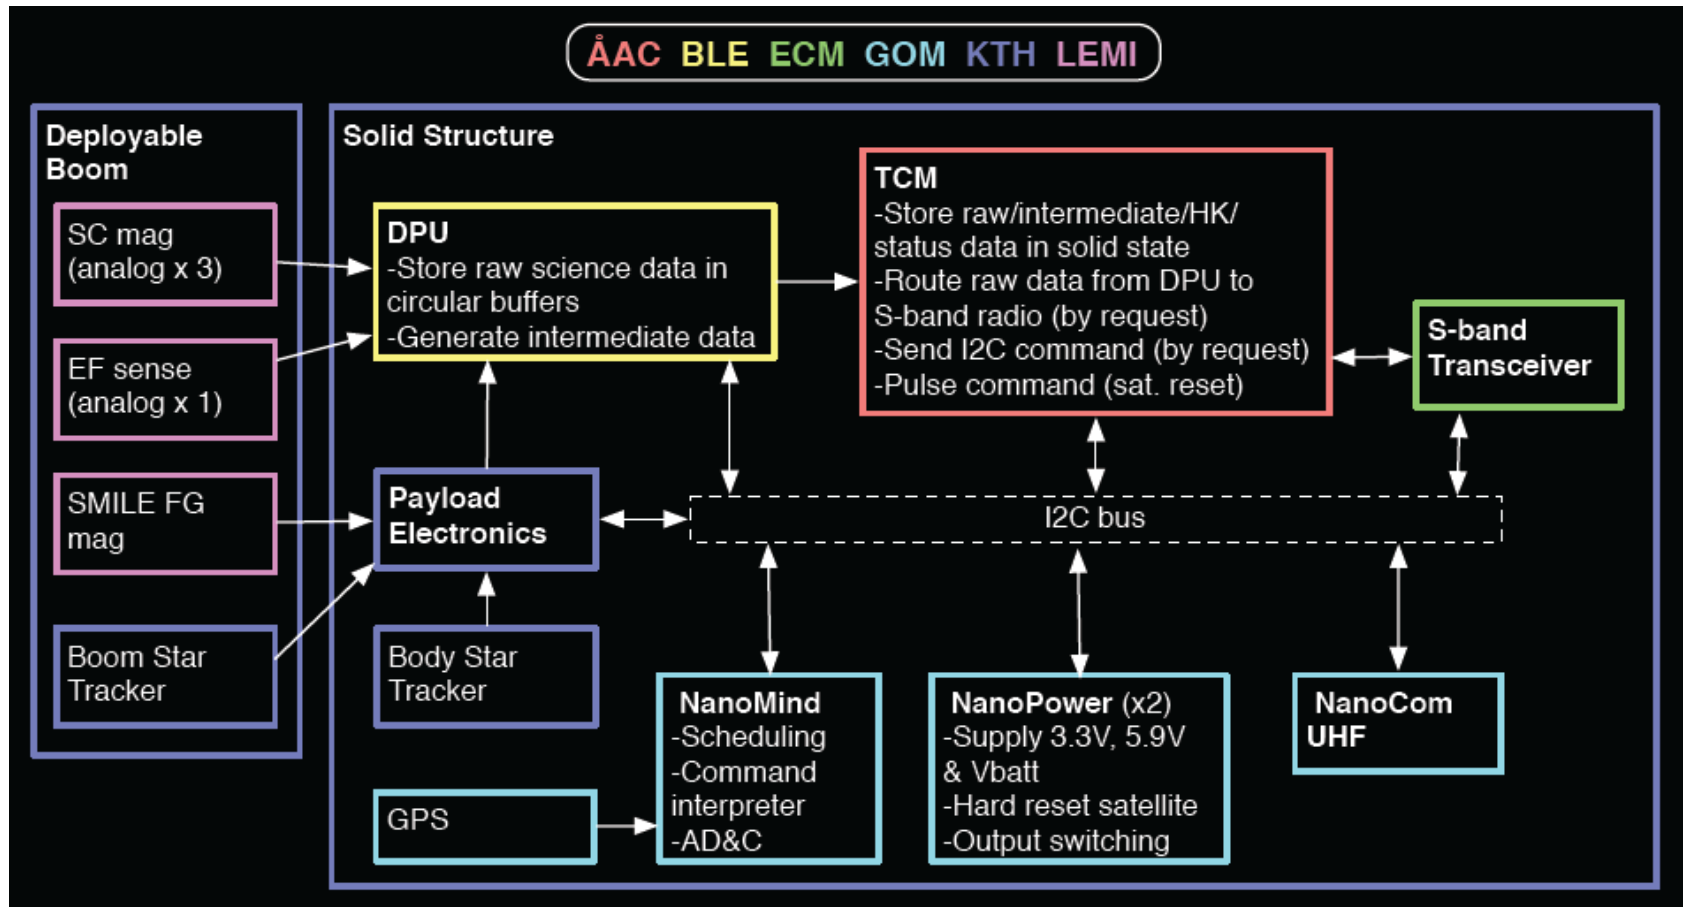 ÅAC BLE ECM GOM KTH LEMI
Deployable
Boom
SC mag
(analog x 3)
EF sense
(analog x 1)
SMILE FG
mag
Boom Star
Tracker
Solid Structure
DPU
-Store raw science data in
circular buffers
-Generate intermediate data
TCM
-Store raw/intermediate/HK/
status data in solid state
-Route raw data from DPU to
S-band radio (by request)
-Send I2C command (by request)
-Pulse command (sat. reset)
S-band
Transceiver
Payload
Electronics
I2C bus
Body Star
Tracker
GPS
NanoMind
-Scheduling
-Command
interpreter
-AD&C
NanoPower (x2)
-Supply 3.3V, 5.9V
& Vbatt
-Hard reset satellite
-Output switching
NanoCom
UHF